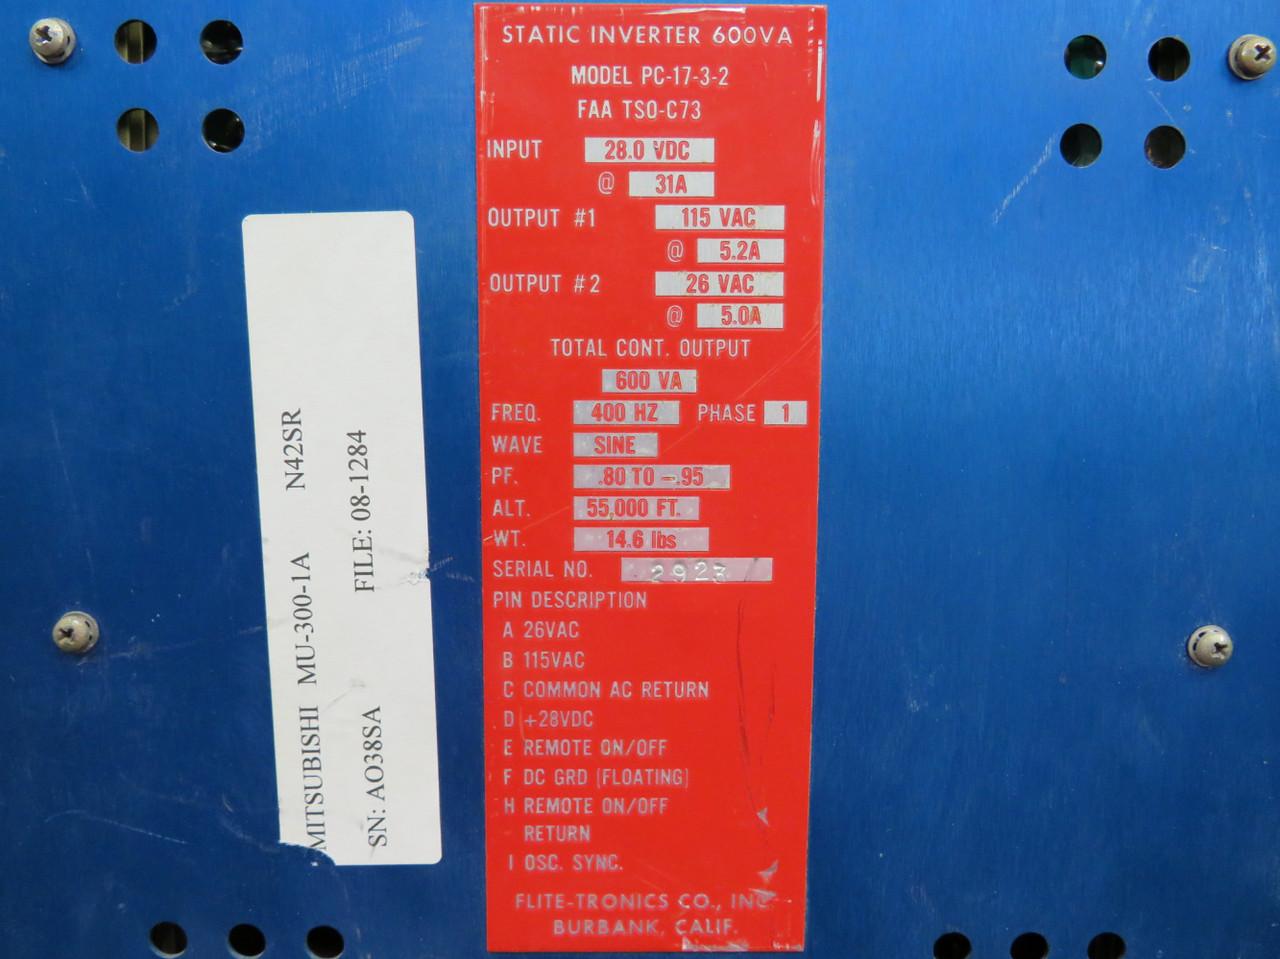 STATIC INVERTER 600VA
MODEL PC-17-3-2
FAA TSO-C73
INPUT 28.0 VDC
@ 31A
OUTPUT #1 115 VAC
@ 5.2A
OUTPUT #2 26 VAC
@ 5.0A
TOTAL CONT. OUTPUT
600 VA
FREQ. 400 HZ PHASE 1
WAVE SINE
PF. .80 TO -.95
ALT. 55,000 FT.
WT. 14.6 lbs
SERIAL NO. 2923
PIN DESCRIPTION
A 26VAC
B 115VAC
C COMMON AC RETURN
D +28VDC
E REMOTE ON/OFF
F DC GRD (FLOATING)
H REMOTE ON/OFF
RETURN
I OSC. SYNC.
FLITE-TRONICS CO., INC.
BURBANK, CALIF.
MITSUBISHI MU-300-1A N42SR
SN: AO38SA FILE: 08-1284